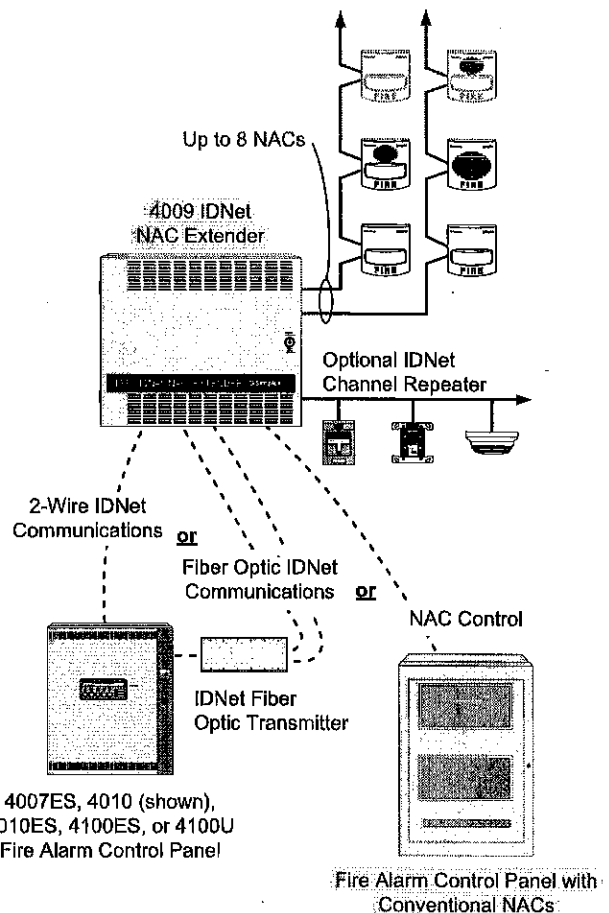 FIRE
FIRE
Up to 8 NACs
FIRE
FIRE
4009 IDNet
NAC Extender
FIRE
FIRE
Optional IDNet
Channel Repeater
2-Wire IDNet
Communications
or
Fiber Optic IDNet
Communications
or
NAC Control
IDNet Fiber
Optic Transmitter
4007ES, 4010 (shown),
010ES, 4100ES, or 4100U
Fire Alarm Control Panel
Fire Alarm Control Panel with
Conventional NACs